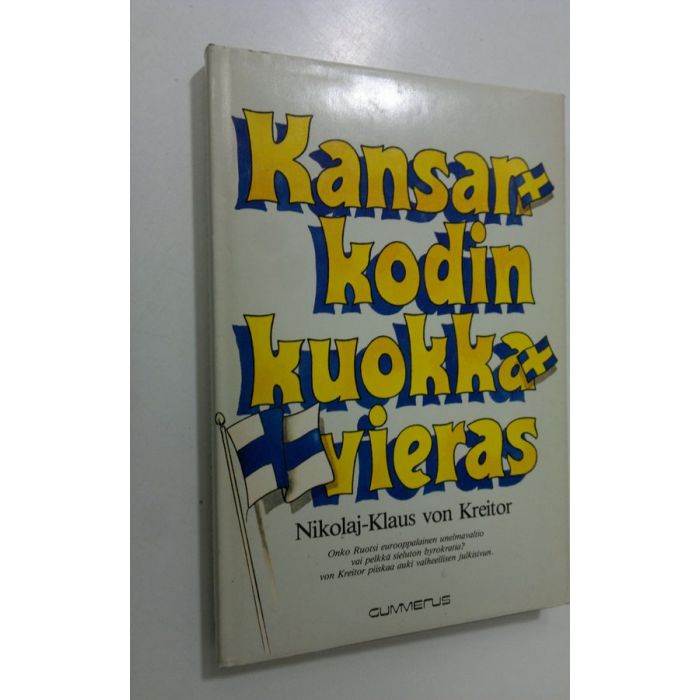 Kansan-
kodin
kuokka-
vieras
Nikolaj-Klaus von Kreitor
Onko Ruotsi eurooppalainen unelmavaltio
vai pelkkä sieluton byrokratia?
von Kreitor piiskaa auki valheellisen julkisivun.
GUMMERUS